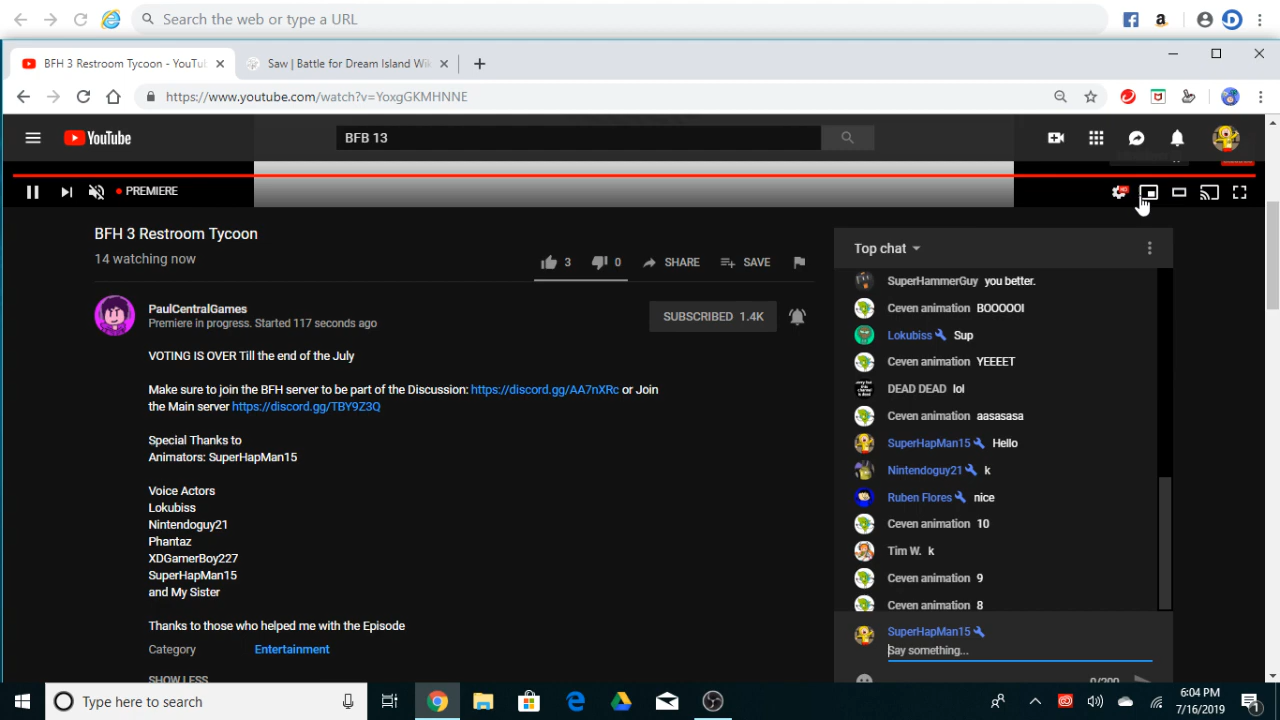 Search the web or type a URL
BFH 3 Restroom Tycoon - YouTu
Saw | Battle for Dream Island Wiki
https://www.youtube.com/watch?v=YoxgGKMHNNE
YouTube
BFB 13
PREMIERE
HD
BFH 3 Restroom Tycoon
14 watching now
3
0
SHARE
SAVE
PaulCentralGames
Premiere in progress. Started 117 seconds ago
SUBSCRIBED 1.4K
VOTING IS OVER Till the end of the July
Make sure to join the BFH server to be part of the Discussion: https://discord.gg/AA7nXRc or Join
the Main server https://discord.gg/TBY9Z3Q
Special Thanks to
Animators: SuperHapMan15
Voice Actors
Lokubiss
Nintendoguy21
Phantaz
XDGamerBoy227
SuperHapMan15
and My Sister
Thanks to those who helped me with the Episode
Category Entertainment
SHOW LESS
Top chat
SuperHammerGuy you better.
Ceven animation BOOOOOI
Lokubiss Sup
Ceven animation YEEEET
DEAD DEAD lol
Ceven animation aasasasa
SuperHapMan15 Hello
Nintendoguy21 k
Ruben Flores nice
Ceven animation 10
Tim W. k
Ceven animation 9
Ceven animation 8
SuperHapMan15
Say something...
0/200
Type here to search
6:04 PM
7/16/2019
1